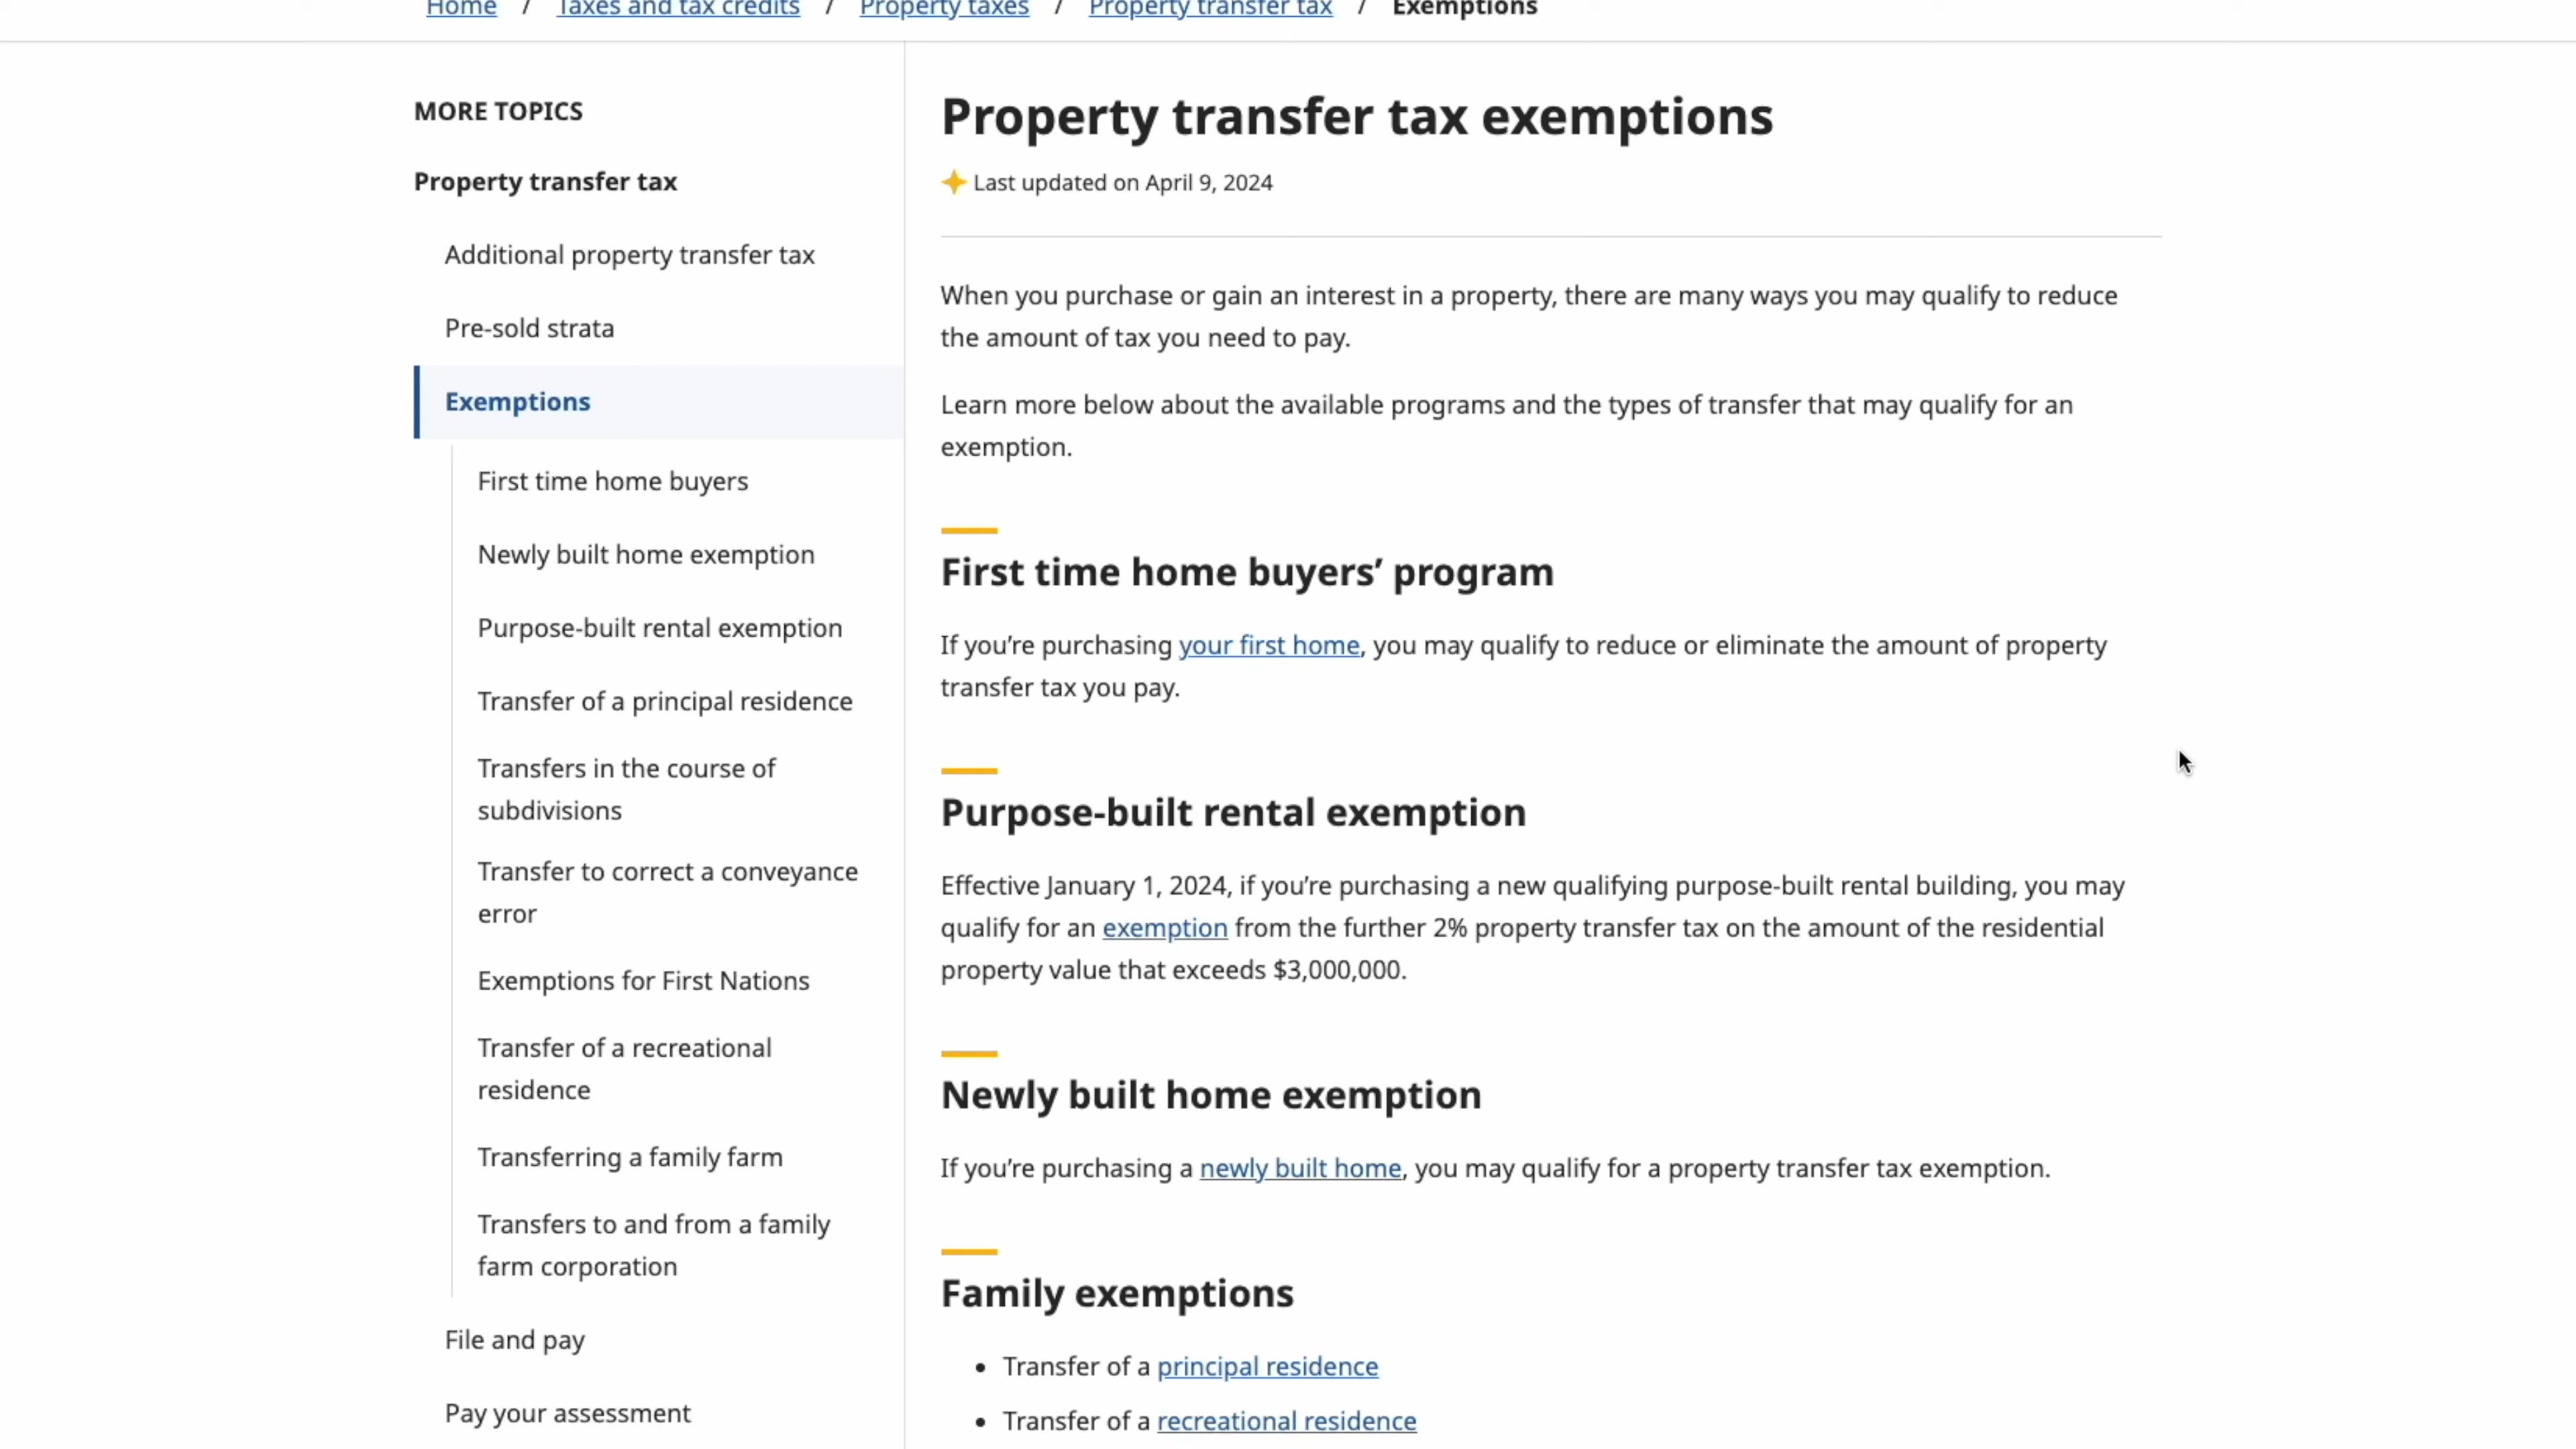 Home / Taxes and tax credits / Property taxes / Property transfer tax / Exemptions
MORE TOPICS
Property transfer tax
Additional property transfer tax
Pre-sold strata
Exemptions
First time home buyers
Newly built home exemption
Purpose-built rental exemption
Transfer of a principal residence
Transfers in the course of
subdivisions
Transfer to correct a conveyance
error
Exemptions for First Nations
Transfer of a recreational
residence
Transferring a family farm
Transfers to and from a family
farm corporation
File and pay
Pay your assessment
Property transfer tax exemptions
Last updated on April 9, 2024
When you purchase or gain an interest in a property, there are many ways you may qualify to reduce
the amount of tax you need to pay.
Learn more below about the available programs and the types of transfer that may qualify for an
exemption.
First time home buyers’ program
If you’re purchasing your first home, you may qualify to reduce or eliminate the amount of property
transfer tax you pay.
Purpose-built rental exemption
Effective January 1, 2024, if you’re purchasing a new qualifying purpose-built rental building, you may
qualify for an exemption from the further 2% property transfer tax on the amount of the residential
property value that exceeds $3,000,000.
Newly built home exemption
If you’re purchasing a newly built home, you may qualify for a property transfer tax exemption.
Family exemptions
• Transfer of a principal residence
• Transfer of a recreational residence